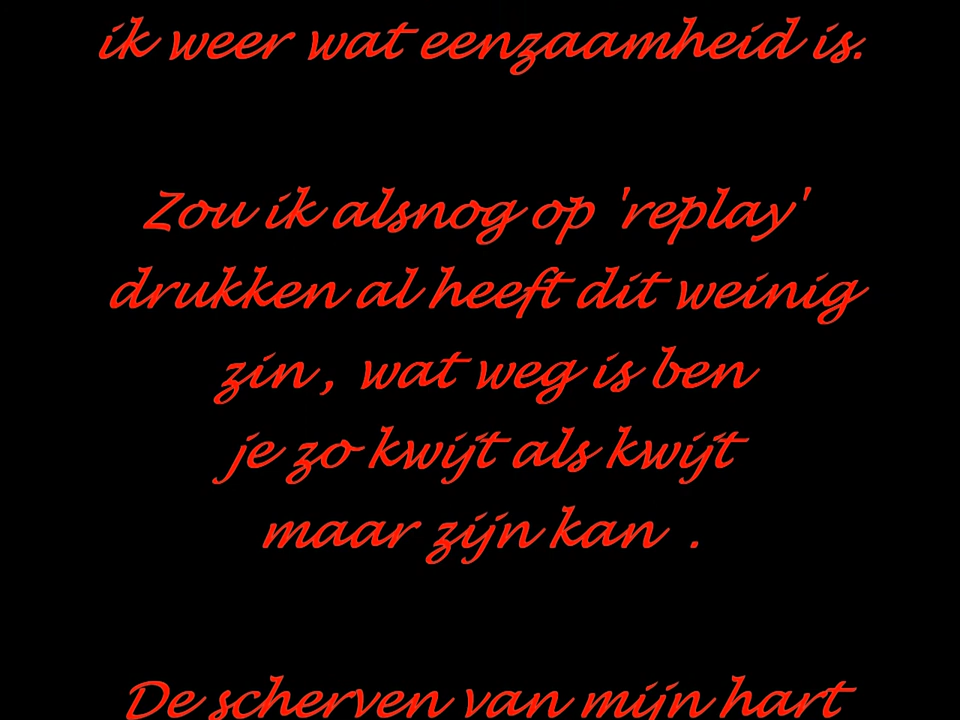 ik weer wat eenzaamheid is.
Zou ik alsnog op 'replay'
drukken al heeft dit weinig
zin , wat weg is ben
je zo kwijt als kwijt
maar zijn kan .
De scherven van mijn hart